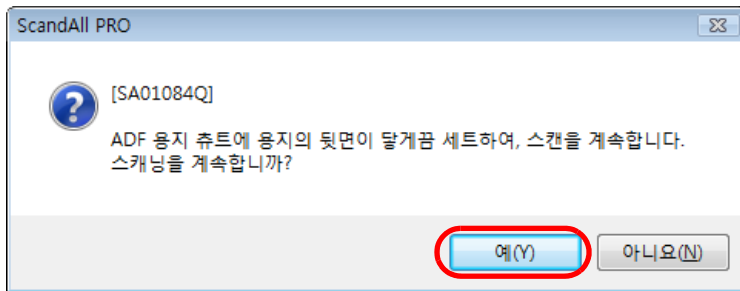 ScandAll PRO
[SA01084Q]
ADF 용지 츄트에 용지의 뒷면이 닿게끔 세트하여, 스캔을 계속합니다.
스캐닝을 계속합니까?
예(Y)
아니요(N)